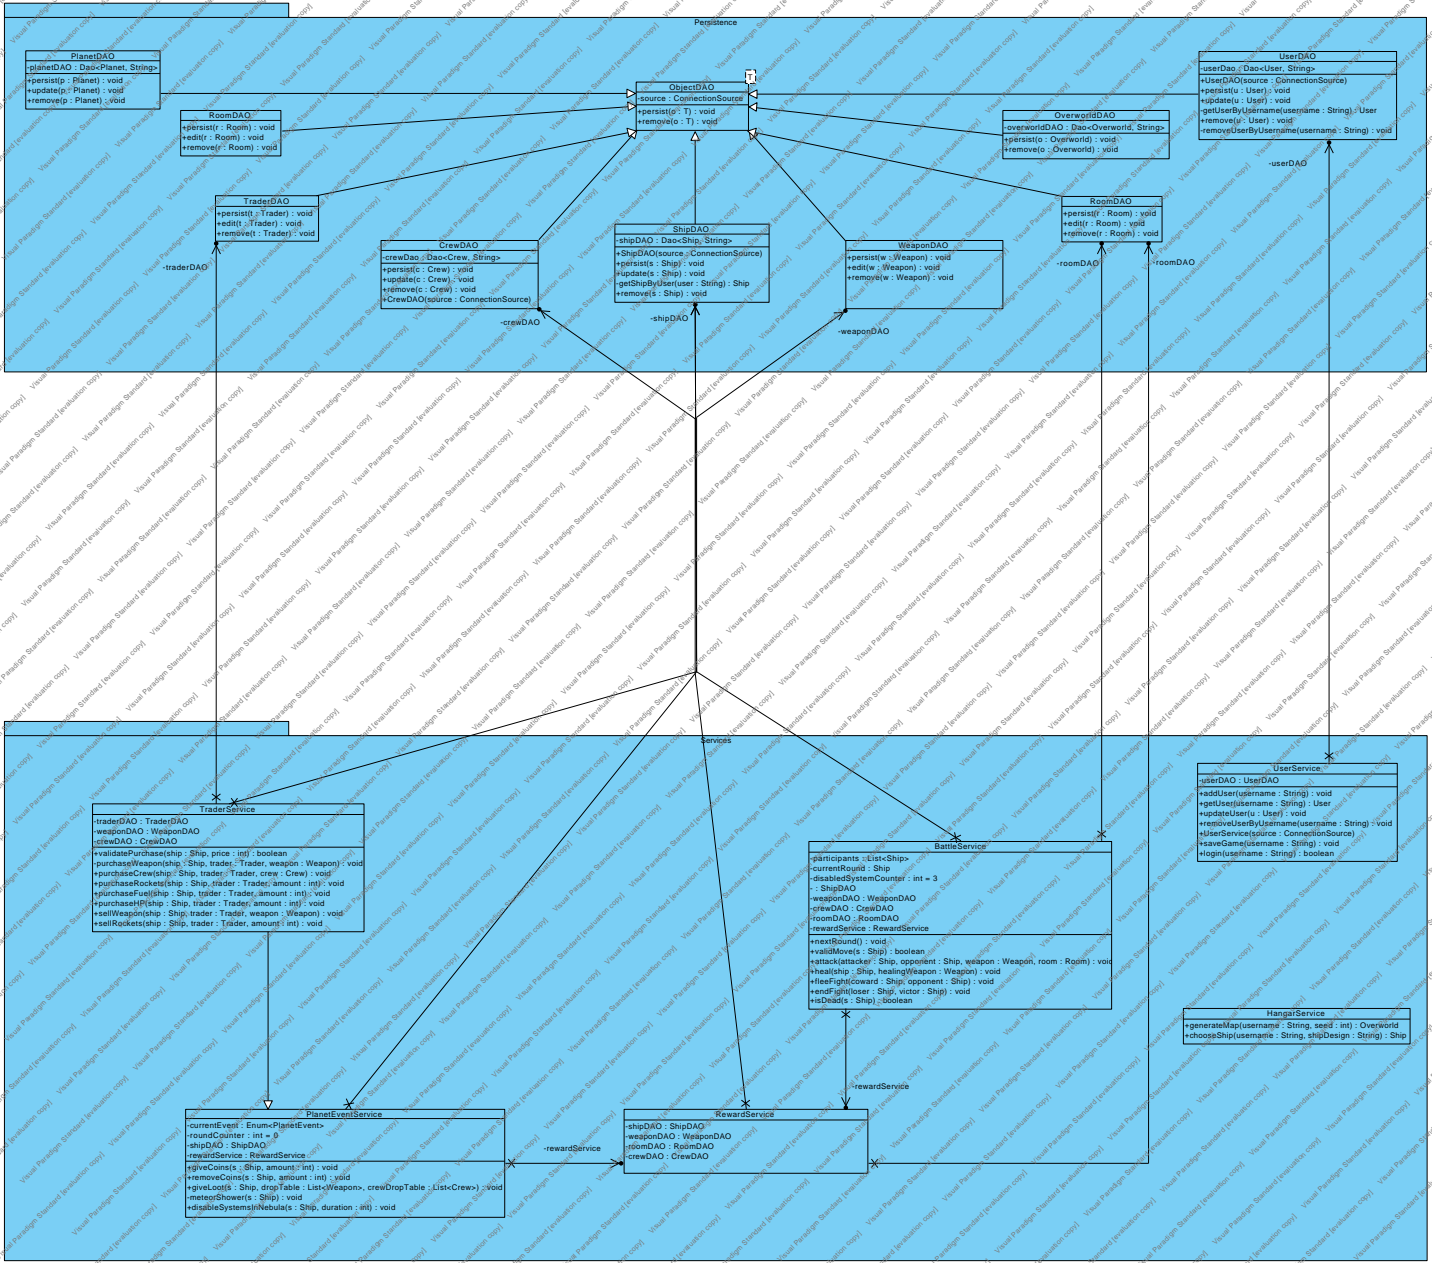 Persistence
PlanetDAO
-planetDAO : Dao<Planet, String>
+persist(p : Planet) : void
+update(p : Planet) : void
+remove(p : Planet) : void
RoomDAO
+persist(r : Room) : void
+edit(r : Room) : void
+remove(r : Room) : void
T
ObjectDAO
-source : ConnectionSource
+persist(o : T) : void
+remove(o : T) : void
OverworldDAO
-overworldDAO : Dao<Overworld, String>
+persist(o : Overworld) : void
+remove(o : Overworld) : void
UserDAO
-userDao : Dao<User, String>
+UserDAO(source : ConnectionSource)
+persist(u : User) : void
+update(u : User) : void
-getUserByUsername(username : String) : User
+remove(u : User) : void
-removeUserByUsername(username : String) : void
-userDAO
TraderDAO
+persist(t : Trader) : void
+edit(t : Trader) : void
+remove(t : Trader) : void
-traderDAO
CrewDAO
-crewDao : Dao<Crew, String>
+persist(c : Crew) : void
+update(c : Crew) : void
+remove(c : Crew) : void
+CrewDAO(source : ConnectionSource)
-crewDAO
ShipDAO
-shipDAO : Dao<Ship, String>
+ShipDAO(source : ConnectionSource)
+persist(s : Ship) : void
+update(s : Ship) : void
-getShipByUser(user : String) : Ship
+remove(s : Ship) : void
-shipDAO
WeaponDAO
+persist(w : Weapon) : void
+edit(w : Weapon) : void
+remove(w : Weapon) : void
-weaponDAO
RoomDAO
+persist(r : Room) : void
+edit(r : Room) : void
+remove(r : Room) : void
-roomDAO
-roomDAO
Services
TraderService
-traderDAO : TraderDAO
-weaponDAO : WeaponDAO
-crewDAO : CrewDAO
+validatePurchase(ship : Ship, price : int) : boolean
-purchaseWeapon(ship : Ship, trader : Trader, weapon : Weapon) : void
+purchaseCrew(ship : Ship, trader : Trader, crew : Crew) : void
+purchaseRockets(ship : Ship, trader : Trader, amount : int) : void
+purchaseFuel(ship : Ship, trader : Trader, amount : int) : void
+purchaseHP(ship : Ship, trader : Trader, amount : int) : void
+sellWeapon(ship : Ship, trader : Trader, weapon : Weapon) : void
+sellRockets(ship : Ship, trader : Trader, amount : int) : void
BattleService
-participants : List<Ship>
-currentRound : Ship
-disabledSystemCounter : int = 3
- : ShipDAO
-weaponDAO : WeaponDAO
-crewDAO : CrewDAO
-roomDAO : RoomDAO
-rewardService : RewardService
+nextRound() : void
+validMove(s : Ship) : boolean
+attack(attacker : Ship, opponent : Ship, weapon : Weapon, room : Room) : void
+heal(ship : Ship, healingWeapon : Weapon) : void
+fleeFight(coward : Ship, opponent : Ship) : void
+endFight(loser : Ship, victor : Ship) : void
+isDead(s : Ship) : boolean
UserService
-userDAO : UserDAO
+addUser(username : String) : void
+getUser(username : String) : User
+updateUser(u : User) : void
+removeUserByUsername(username : String) : void
+UserService(source : ConnectionSource)
+saveGame(username : String) : void
+login(username : String) : boolean
HangarService
+generateMap(username : String, seed : int) : Overworld
+chooseShip(username : String, shipDesign : String) : Ship
-rewardService
PlanetEventService
-currentEvent : Enum<PlanetEvent>
-roundCounter : int = 0
-shipDAO : ShipDAO
-rewardService : RewardService
+giveCoins(s : Ship, amount : int) : void
+removeCoins(s : Ship, amount : int) : void
+giveLoot(s : Ship, dropTable : List<Weapon>, crewDropTable : List<Crew>) : void
-meteorShower(s : Ship) : void
+disableSystemsInNebula(s : Ship, duration : int) : void
-rewardService
RewardService
-shipDAO : ShipDAO
-weaponDAO : WeaponDAO
-roomDAO : RoomDAO
-crewDAO : CrewDAO
Visual Paradigm Standard [evaluation copy]